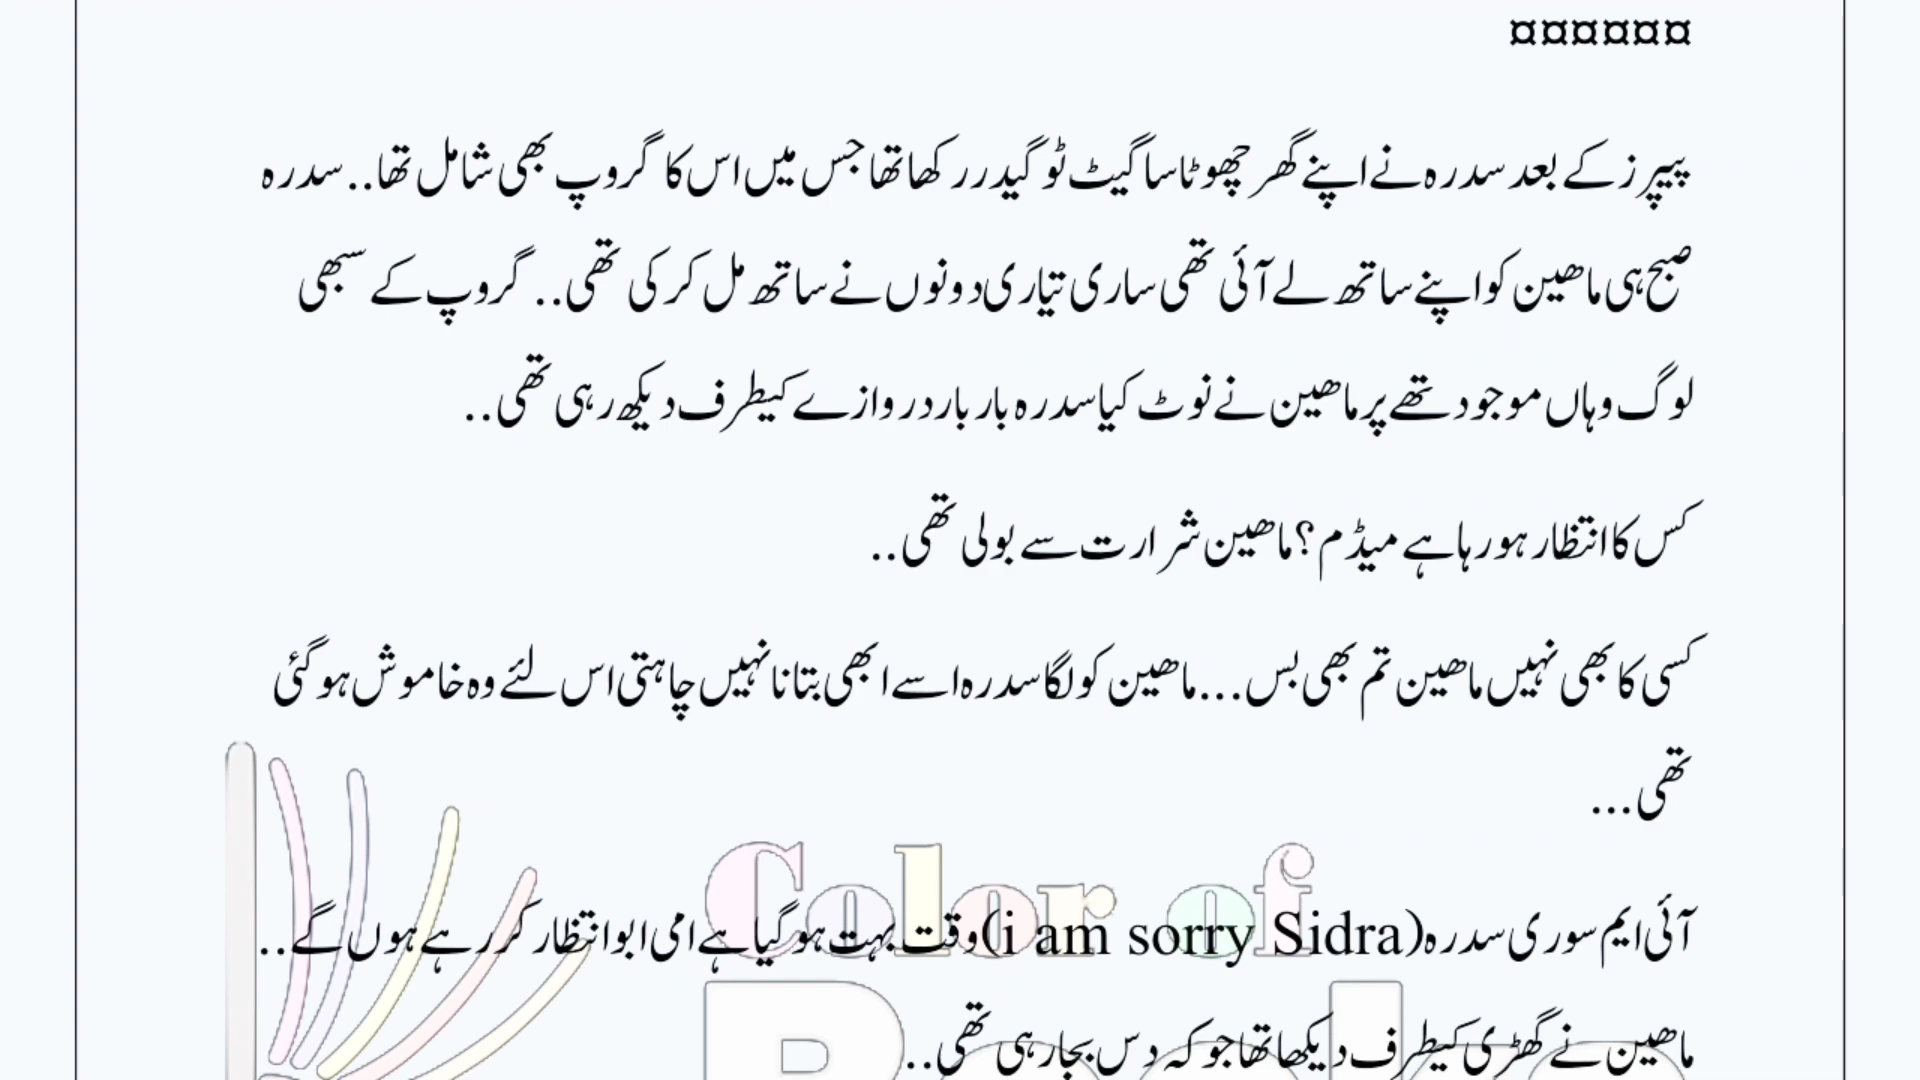 ¤¤¤¤¤¤
پیپرز کے بعد سدرہ نے اپنے گھر چھوٹا سا گیٹ ٹوگیدر رکھا تھا جس میں اس کا گروپ بھی شامل تھا.. سدرہ
صبح ہی ماھین کو اپنے ساتھ لے آئی تھی ساری تیّاری دونوں نے ساتھ مل کر کی تھی.. گروپ کے سبھی
لوگ وہاں موجود تھے پر ماھین نے نوٹ کیا سدرہ بار بار دروازے کیطرف دیکھ رہی تھی..
کس کا انتظار ہو رہا ہے میڈم؟ ماھین شرارت سے بولی تھی..
کسی کا بھی نہیں ماھین تم بھی بس... ماھین کو لگا سدرہ اسے ابھی بتانا نہیں چاہتی اس لئے وہ خاموش ہو گئی
تھی...
آئی ایم سوری سدرہ(i am sorry Sidra)وقت بہت ہو گیا ہے امی ابو انتظار کر رہے ہوں گے..
ماھین نے گھڑی کیطرف دیکھا تھا جو کہ دس بجا رہی تھی..
Color of